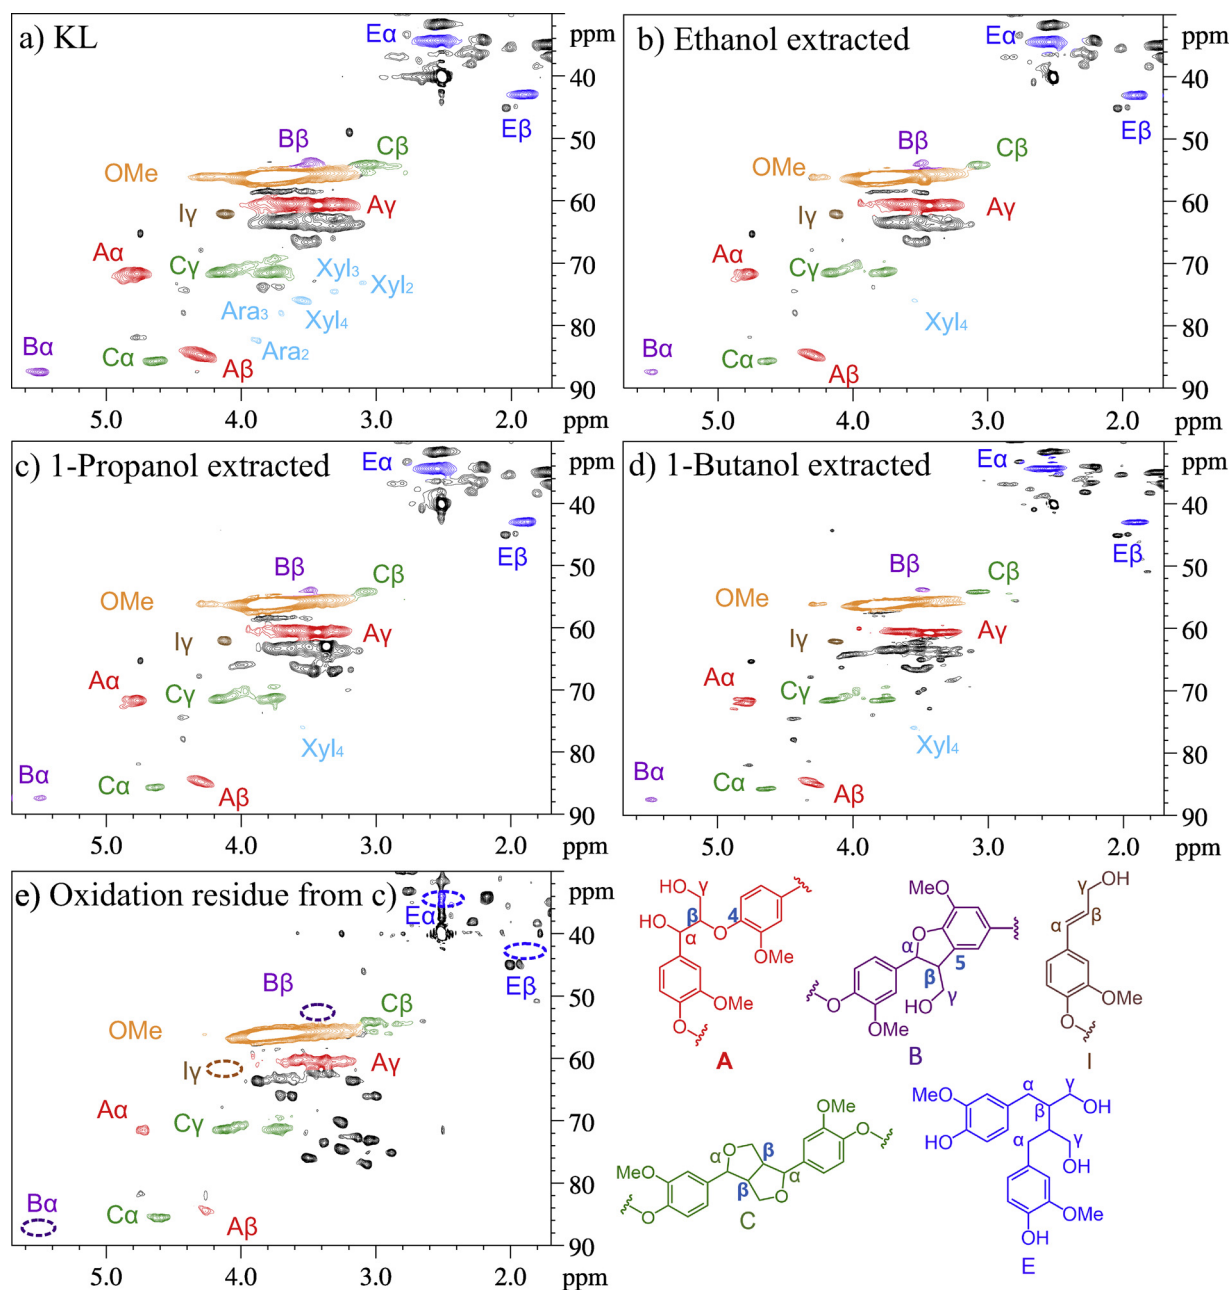 a) KL
Eα
ppm
40
Eβ
50
Bβ
Cβ
OMe
60
Iγ
Aγ
Aα
Cγ
70
Xyl3
Xyl2
Ara3
Xyl4
80
Ara2
Bα
Cα
Aβ
90
5.0 4.0 3.0 2.0 ppm
b) Ethanol extracted
Eα
ppm
40
Eβ
50
Bβ
Cβ
OMe
60
Iγ
Aγ
Aα
Cγ
70
Xyl4
80
Bα
Cα
Aβ
90
5.0 4.0 3.0 2.0 ppm
c) 1-Propanol extracted
Eα
ppm
40
Eβ
50
Bβ
Cβ
OMe
60
Iγ
Aγ
Aα
Cγ
70
Xyl4
80
Bα
Cα
Aβ
90
5.0 4.0 3.0 2.0 ppm
d) 1-Butanol extracted
Eα
ppm
40
Eβ
50
Bβ
Cβ
OMe
60
Iγ
Aγ
Aα
Cγ
70
Xyl4
80
Bα
Cα
Aβ
90
5.0 4.0 3.0 2.0 ppm
e) Oxidation residue from c)
Eα
ppm
40
Eβ
50
Bβ
Cβ
OMe
60
Iγ
Aγ
Aα
Cγ
70
80
Bα
Cα
Aβ
90
5.0 4.0 3.0 2.0 ppm
HO γ
HO β 4
α O
OMe
OMe
O
A
MeO
O
α
5
β
O
γ
HO
OMe
B
OH
γ
α β
OMe
O
I
OMe
O
O β
α
MeO
α
β
O
O
C
α γ
MeO
β OH
HO
α γ
OH
OMe
OH
E